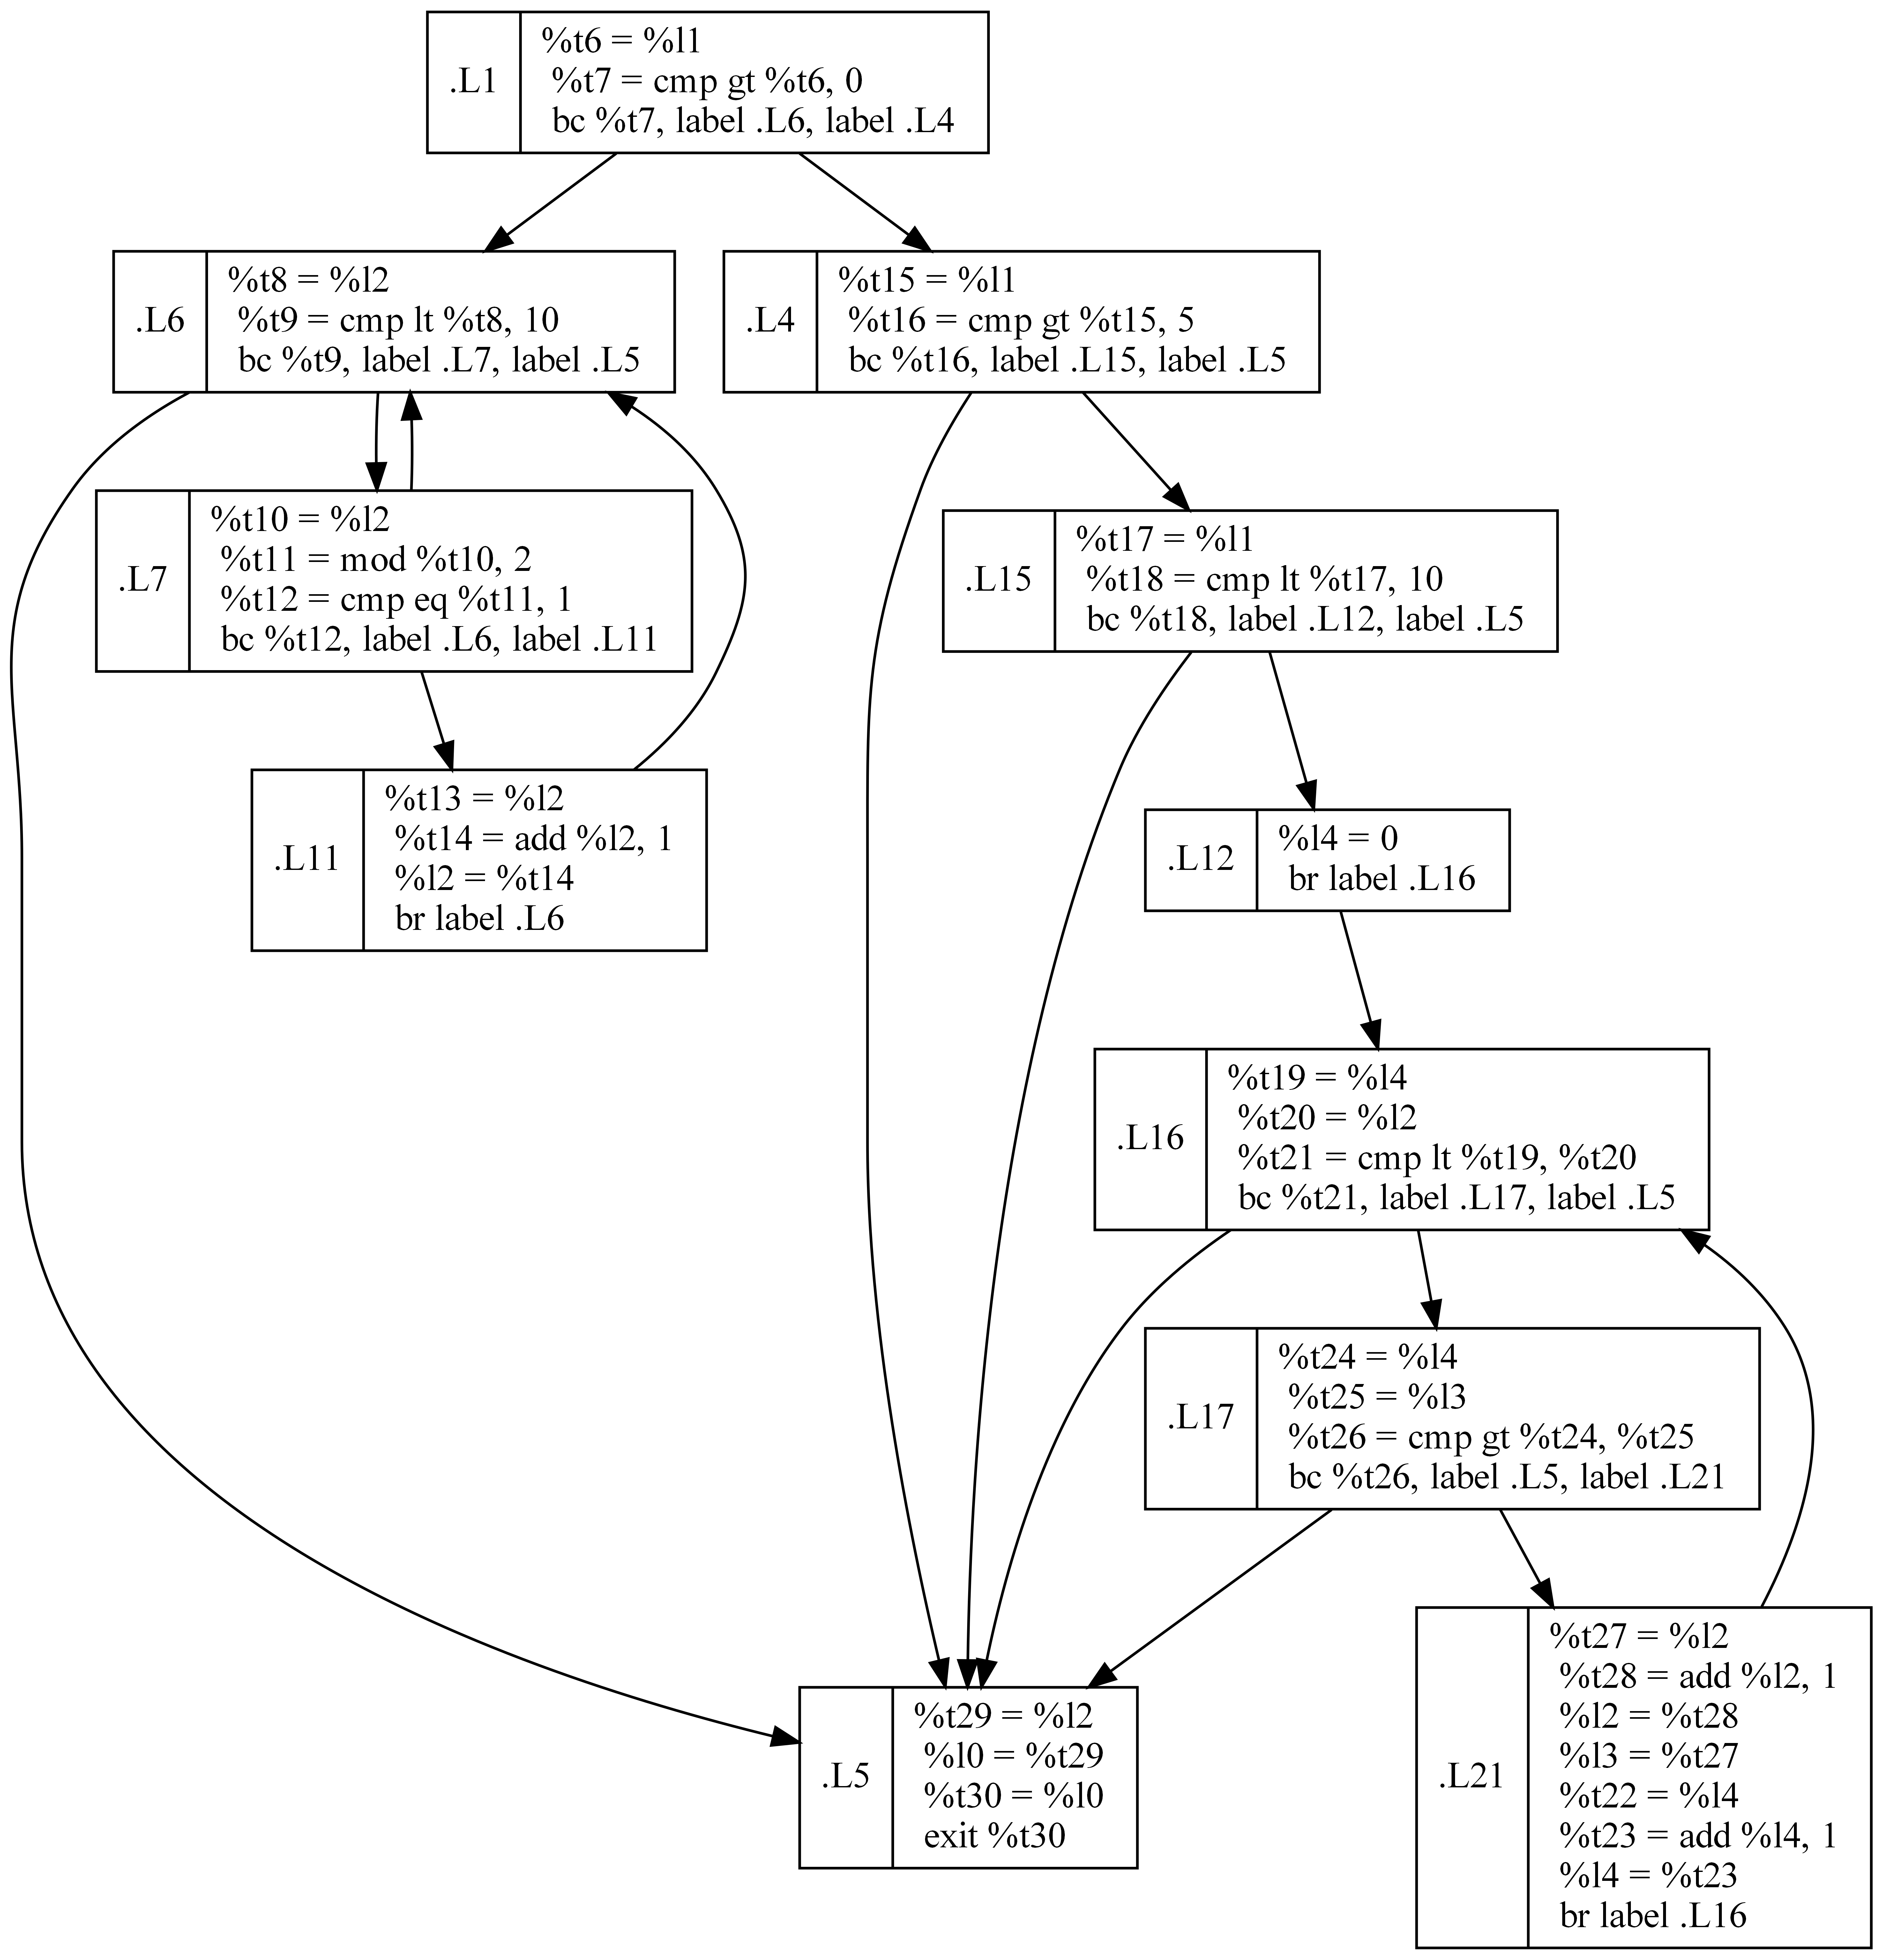 .L1
%t6 = %l1
%t7 = cmp gt %t6, 0
bc %t7, label .L6, label .L4
.L6
%t8 = %l2
%t9 = cmp lt %t8, 10
bc %t9, label .L7, label .L5
.L4
%t15 = %l1
%t16 = cmp gt %t15, 5
bc %t16, label .L15, label .L5
.L7
%t10 = %l2
%t11 = mod %t10, 2
%t12 = cmp eq %t11, 1
bc %t12, label .L6, label .L11
.L15
%t17 = %l1
%t18 = cmp lt %t17, 10
bc %t18, label .L12, label .L5
.L11
%t13 = %l2
%t14 = add %l2, 1
%l2 = %t14
br label .L6
.L12
%l4 = 0
br label .L16
.L16
%t19 = %l4
%t20 = %l2
%t21 = cmp lt %t19, %t20
bc %t21, label .L17, label .L5
.L17
%t24 = %l4
%t25 = %l3
%t26 = cmp gt %t24, %t25
bc %t26, label .L5, label .L21
.L5
%t29 = %l2
%l0 = %t29
%t30 = %l0
exit %t30
.L21
%t27 = %l2
%t28 = add %l2, 1
%l2 = %t28
%l3 = %t27
%t22 = %l4
%t23 = add %l4, 1
%l4 = %t23
br label .L16